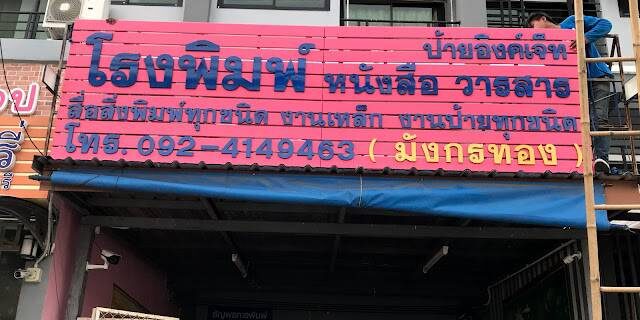 ป้ายอิงค์เจ็ท
โรงพิมพ์ หนังสือ วารสาร
สื่อสิ่งพิมพ์ทุกชนิด งานเหล็ก งานป้ายทุกชนิด
โทร. 092-4149463 (มังกรทอง)